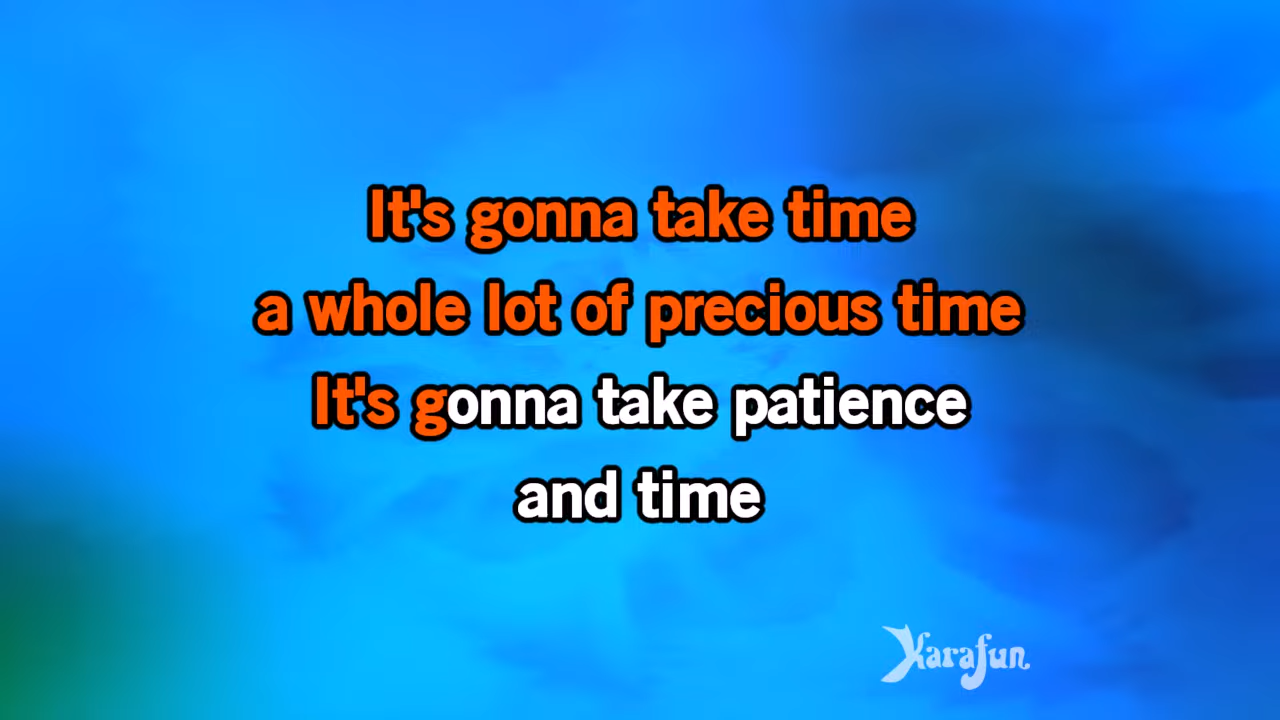 It's gonna take time
a whole lot of precious time
It's gonna take patience
and time
Karafun